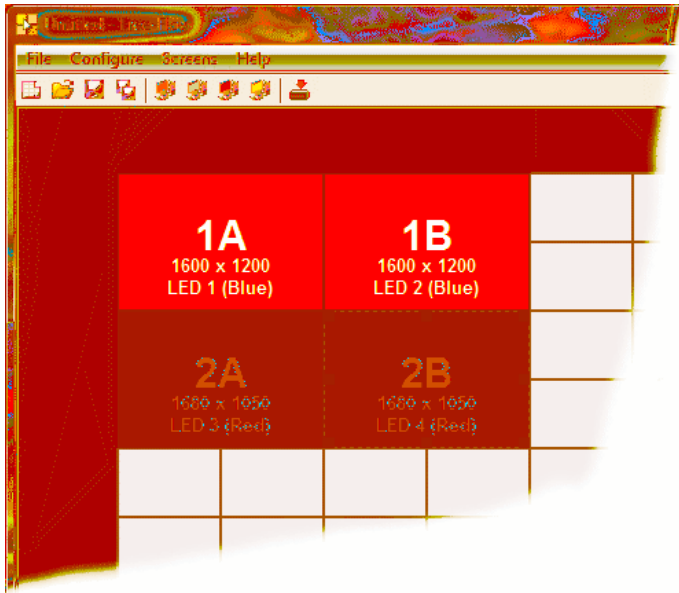 File Configure Screens Help
1A
1600 x 1200
LED 1 (Blue)
1B
1600 x 1200
LED 2 (Blue)
2A
1680 x 1050
LED 3 (Red)
2B
1680 x 1050
LED 4 (Red)